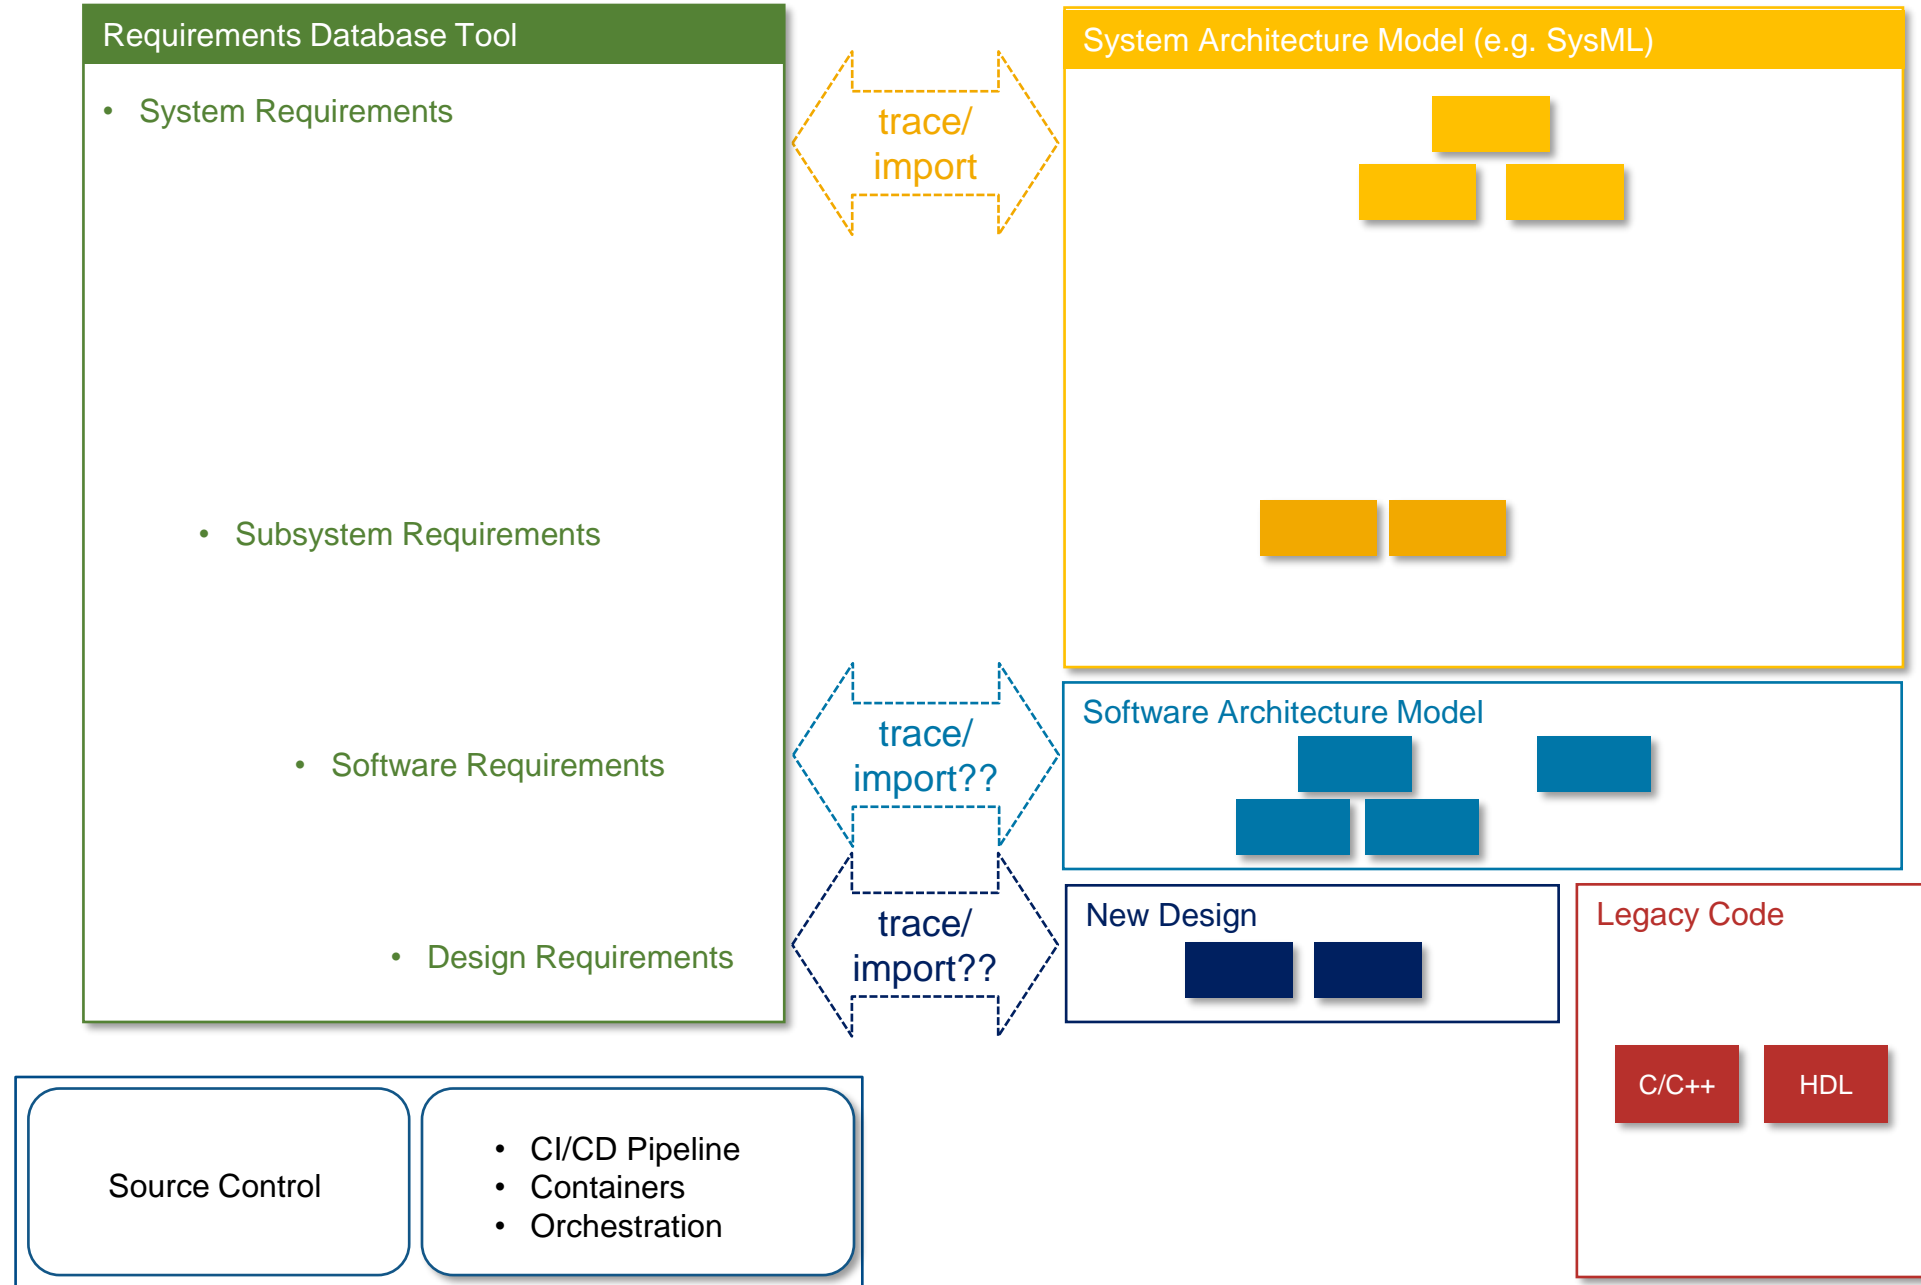 Requirements Database Tool
• System Requirements
• Subsystem Requirements
• Software Requirements
• Design Requirements
trace/
import
trace/
import??
trace/
import??
System Architecture Model (e.g. SysML)
Software Architecture Model
New Design
Legacy Code
C/C++
HDL
Source Control
• CI/CD Pipeline
• Containers
• Orchestration